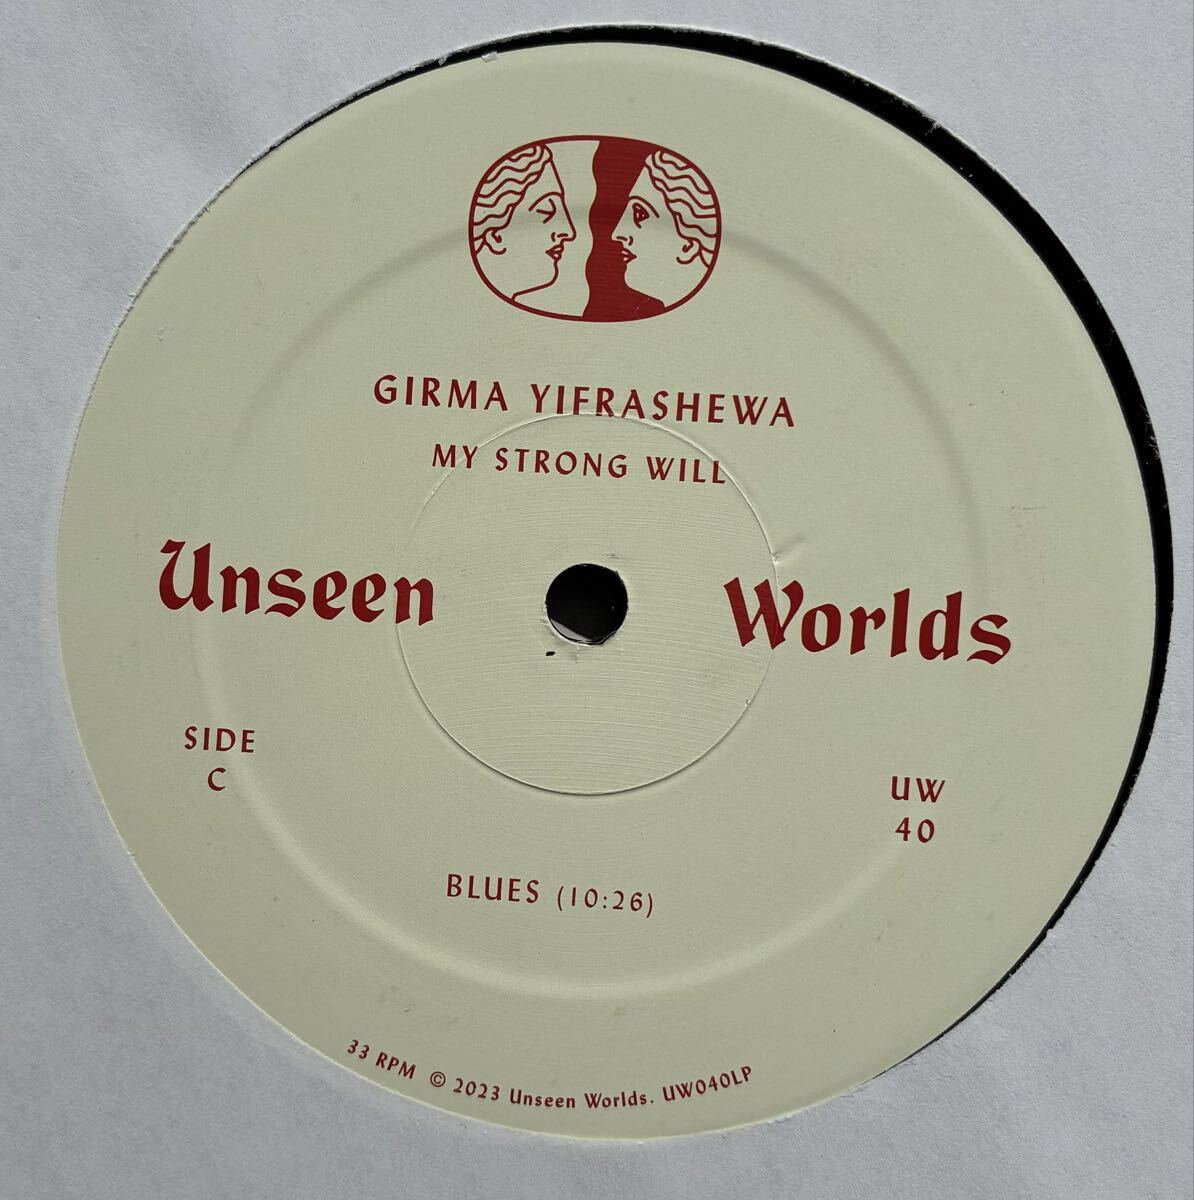 GIRMA YIFRASHEWA
MY STRONG WILL
Unseen Worlds
SIDE
C
UW
40
BLUES (10:26)
33 RPM © 2023 Unseen Worlds. UW040LP